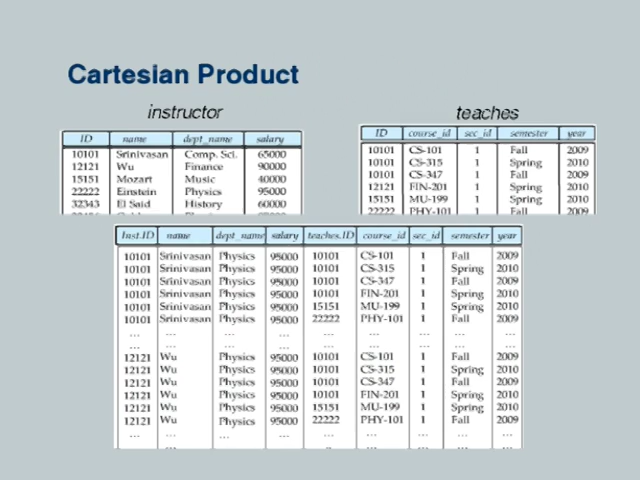 Cartesian Product
instructor
teaches
ID name dept_name salary
10101 Srinivasan Comp. Sci. 65000
12121 Wu Finance 90000
15151 Mozart Music 40000
22222 Einstein Physics 95000
32343 El Said History 60000
ID course_id sec_id semester year
10101 CS-101 1 Fall 2009
10101 CS-315 1 Spring 2010
10101 CS-347 1 Fall 2009
12121 FIN-201 1 Spring 2010
15151 MU-199 1 Spring 2010
22222 PHY-101 1 Fall 2009
Inst.ID name dept_name salary teaches.ID course_id sec_id semester year
10101 Srinivasan Physics 95000 10101 CS-101 1 Fall 2009
10101 Srinivasan Physics 95000 10101 CS-315 1 Spring 2010
10101 Srinivasan Physics 95000 10101 CS-347 1 Fall 2009
10101 Srinivasan Physics 95000 10101 FIN-201 1 Spring 2010
10101 Srinivasan Physics 95000 15151 MU-199 1 Spring 2010
10101 Srinivasan Physics 95000 22222 PHY-101 1 Fall 2009
... ... ... ... ... ... ... ... ...
... ... ... ... ... ... ... ... ...
12121 Wu Physics 95000 10101 CS-101 1 Fall 2009
12121 Wu Physics 95000 10101 CS-315 1 Spring 2010
12121 Wu Physics 95000 10101 CS-347 1 Fall 2009
12121 Wu Physics 95000 10101 FIN-201 1 Spring 2010
12121 Wu Physics 95000 15151 MU-199 1 Spring 2010
12121 Wu Physics 95000 22222 PHY-101 1 Fall 2009
... ... ... ... ... ... ... ... ...